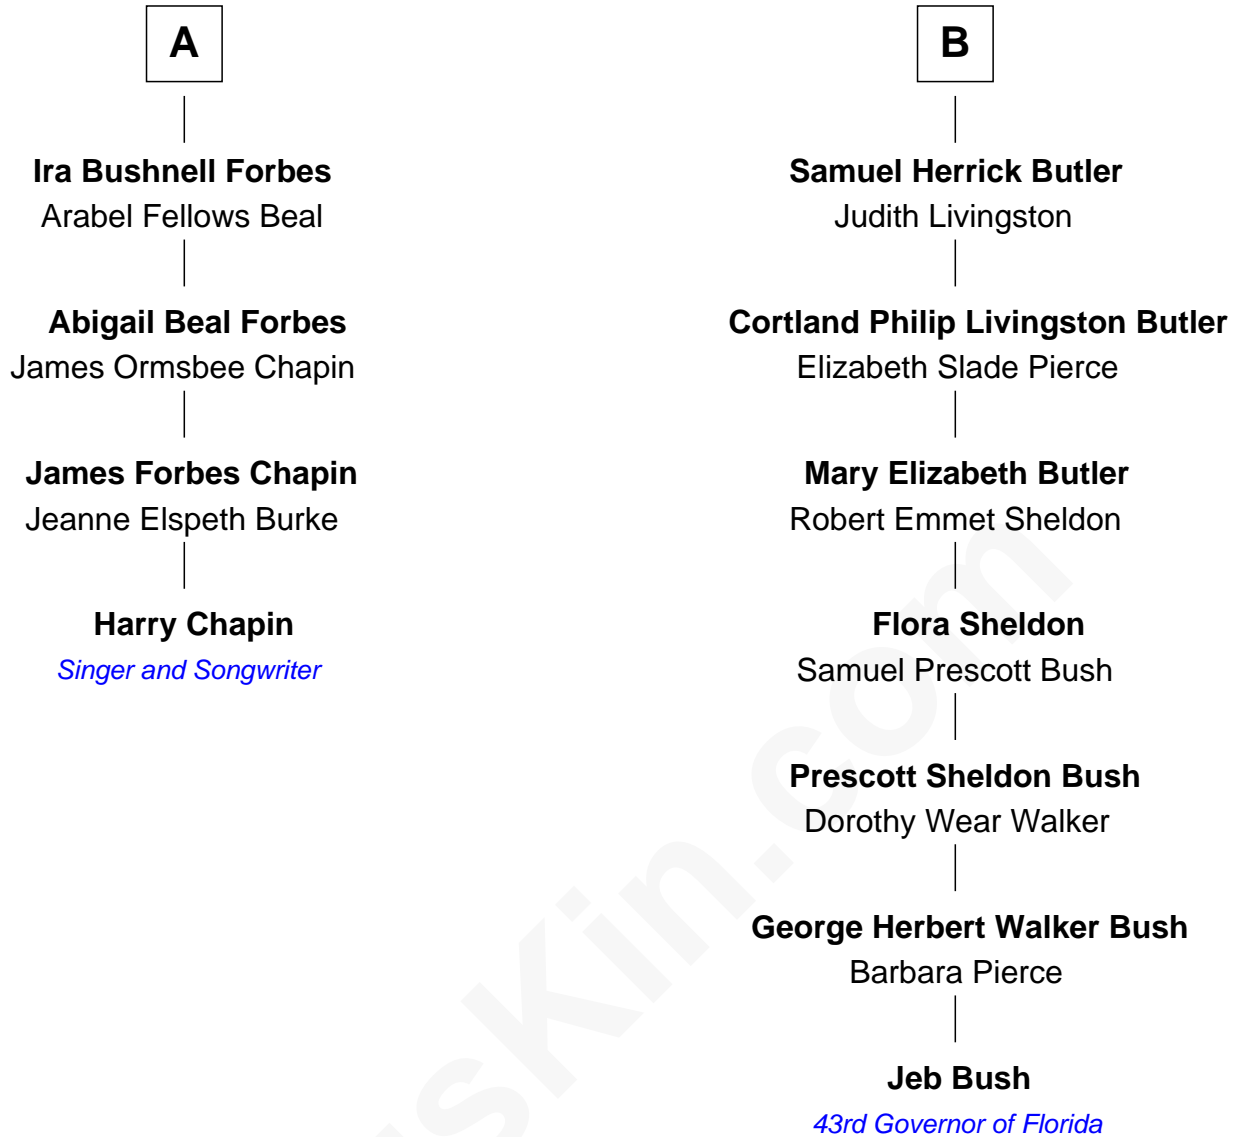 A
Ira Bushnell Forbes
Arabel Fellows Beal
Abigail Beal Forbes
James Ormsbee Chapin
James Forbes Chapin
Jeanne Elspeth Burke
Harry Chapin
Singer and Songwriter
B
Samuel Herrick Butler
Judith Livingston
Cortland Philip Livingston Butler
Elizabeth Slade Pierce
Mary Elizabeth Butler
Robert Emmet Sheldon
Flora Sheldon
Samuel Prescott Bush
Prescott Sheldon Bush
Dorothy Wear Walker
George Herbert Walker Bush
Barbara Pierce
Jeb Bush
43rd Governor of Florida
usKin.com